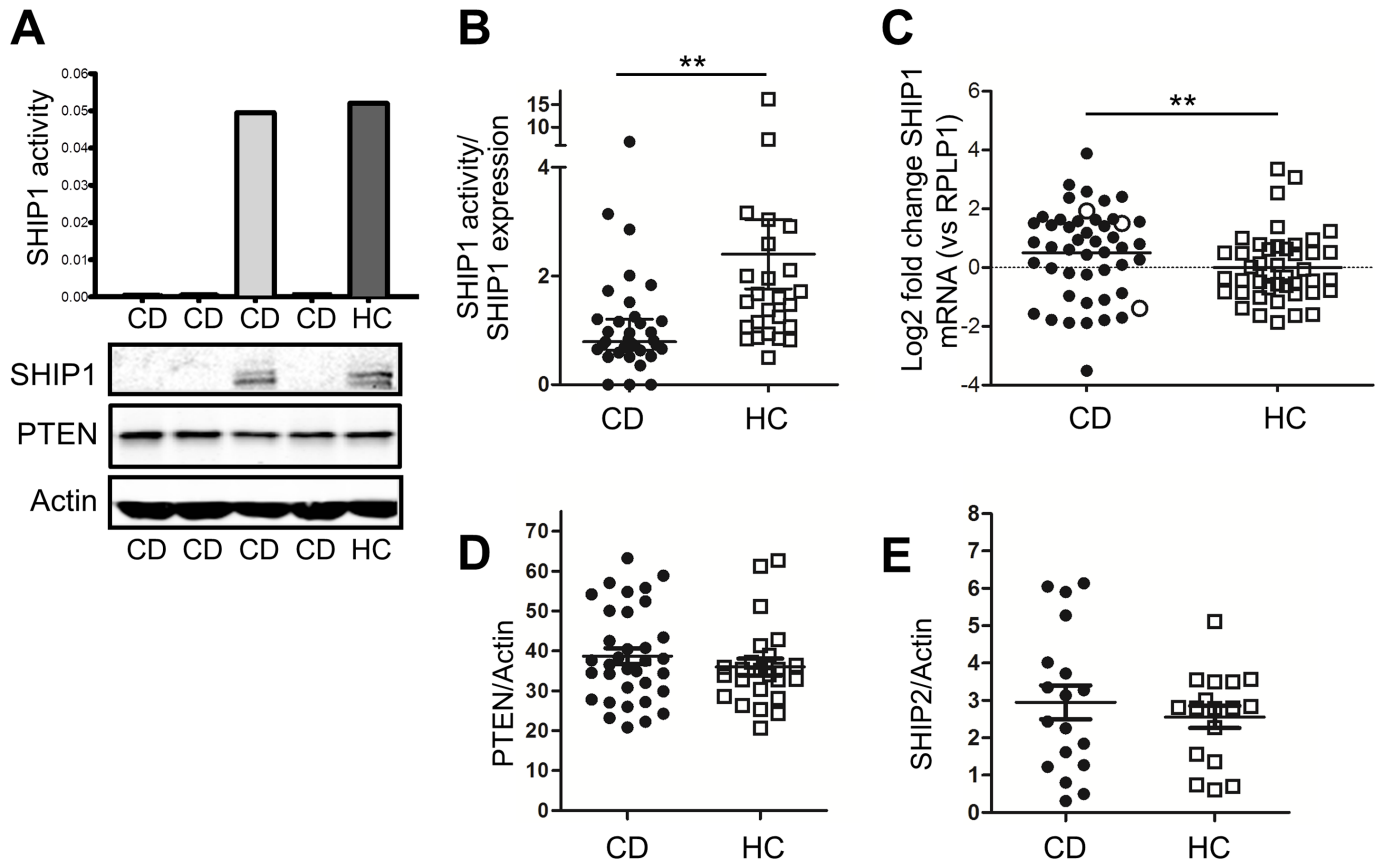 A
SHIP1 activity
0.06
0.05
0.04
0.03
0.02
0.01
0.00
CD CD CD CD HC
SHIP1
PTEN
Actin
CD CD CD CD HC
B
**
SHIP1 activity/
SHIP1 expression
15
10
4
2
0
CD HC
C
**
Log2 fold change SHIP1
mRNA (vs RPLP1)
6
4
2
0
-2
-4
CD HC
D
PTEN/Actin
70
60
50
40
30
20
10
0
CD HC
E
SHIP2/Actin
8
7
6
5
4
3
2
1
0
CD HC